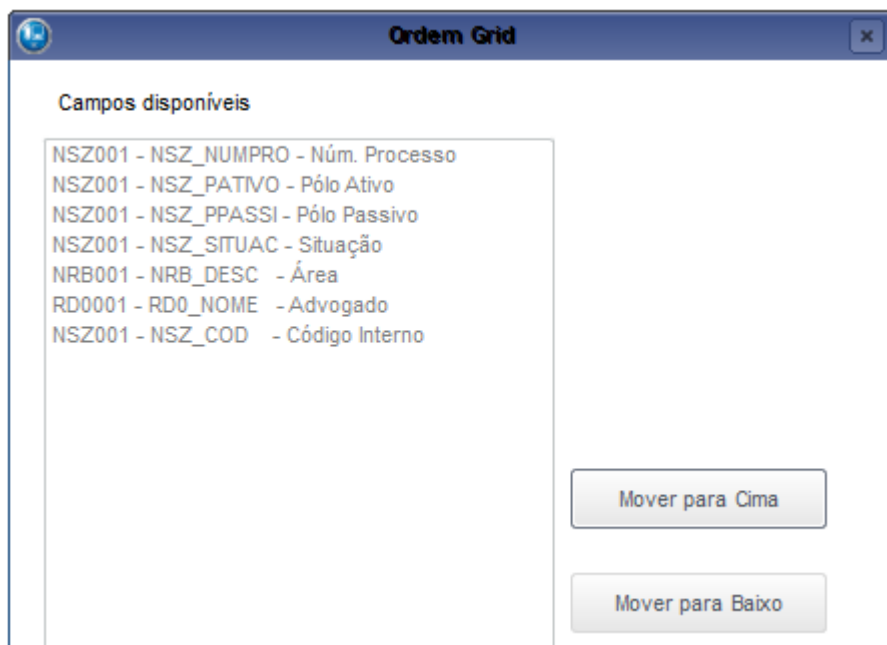 Ordem Grid
Campos disponíveis
NSZ001 - NSZ_NUMPRO - Núm. Processo
NSZ001 - NSZ_PATIVO - Pólo Ativo
NSZ001 - NSZ_PPASSI - Pólo Passivo
NSZ001 - NSZ_SITUAC - Situação
NRB001 - NRB_DESC - Área
RD0001 - RD0_NOME - Advogado
NSZ001 - NSZ_COD - Código Interno
Mover para Cima
Mover para Baixo